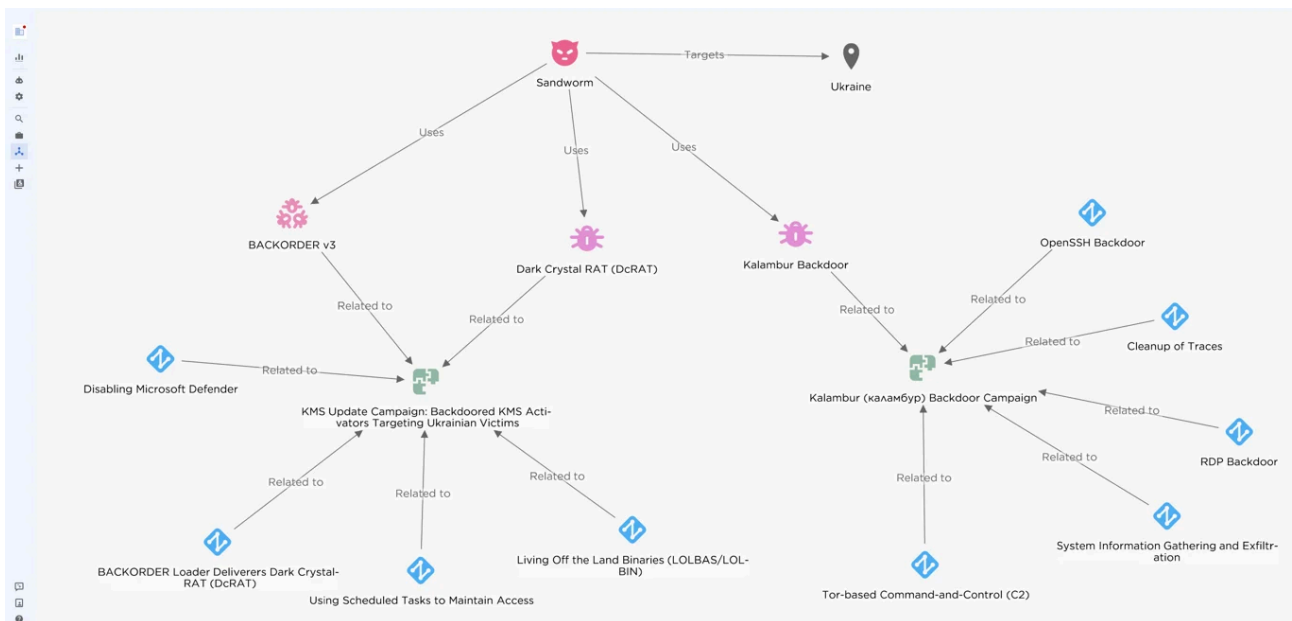 Targets
Sandworm
Ukraine
Uses
Uses
Uses
BACKORDER v3
Dark Crystal RAT (DcRAT)
Kalambur Backdoor
OpenSSH Backdoor
Related to
Related to
Related to
Related to
Related to
Cleanup of Traces
Related to
Disabling Microsoft Defender
KMS Update Campaign: Backdoored KMS Acti-
vators Targeting Ukrainian Victims
Kalambur (каламбур) Backdoor Campaign
Related to
RDP Backdoor
Related to
Related to
Related to
Related to
Related to
BACKORDER Loader Deliverers Dark Crystal-
RAT (DcRAT)
Using Scheduled Tasks to Maintain Access
Living Off the Land Binaries (LOLBAS/LOL-
BIN)
Tor-based Command-and-Control (C2)
System Information Gathering and Exfiltr-
ation